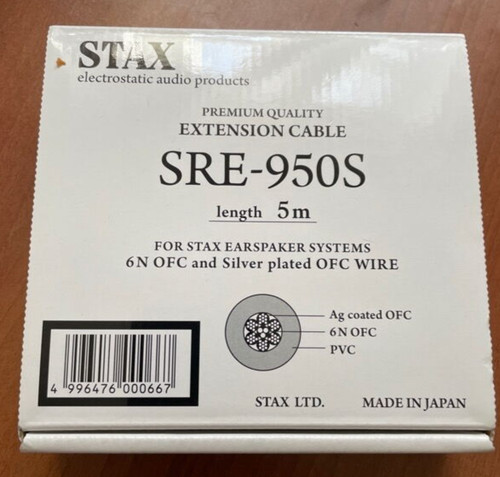 STAX
electrostatic audio products
PREMIUM QUALITY
EXTENSION CABLE
SRE-950S
length 5m
FOR STAX EARSPAKER SYSTEMS
6N OFC and Silver plated OFC WIRE
Ag coated OFC
6N OFC
PVC
4 996476 000667
STAX LTD. MADE IN JAPAN